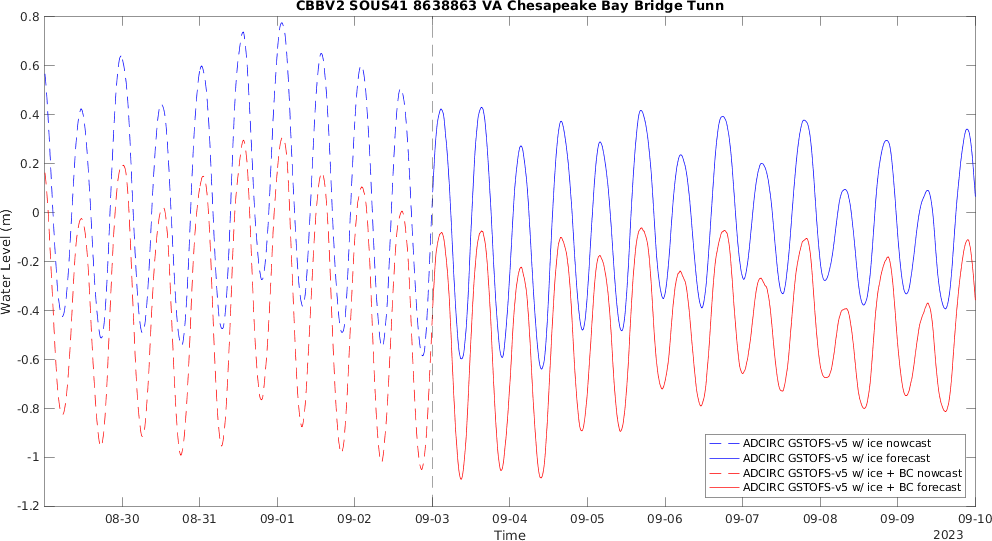 CBBV2 SOUS41 8638863 VA Chesapeake Bay Bridge Tunn
0.8
0.6
0.4
0.2
0
-0.2
-0.4
-0.6
-0.8
-1
-1.2
Water Level (m)
ADCIRC GSTOFS-v5 w/ ice nowcast
ADCIRC GSTOFS-v5 w/ ice forecast
ADCIRC GSTOFS-v5 w/ ice + BC nowcast
ADCIRC GSTOFS-v5 w/ ice + BC forecast
08-30 08-31 09-01 09-02 09-03 09-04 09-05 09-06 09-07 09-08 09-09 09-10
Time
2023